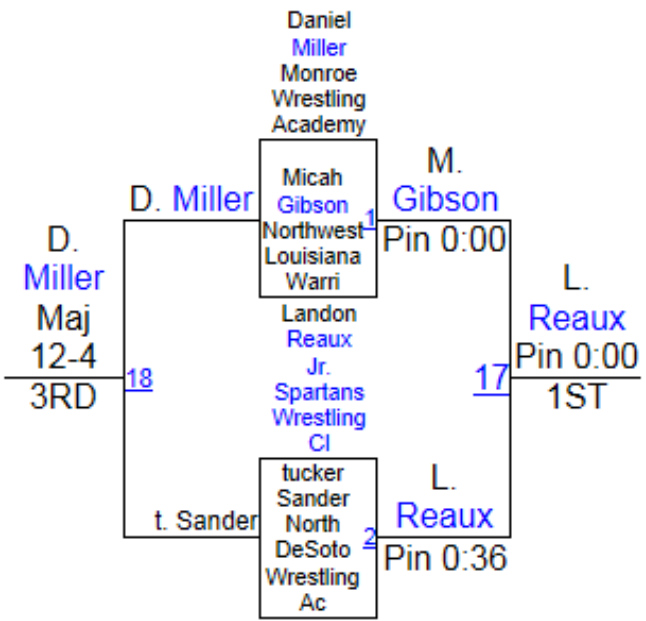 Daniel
Miller
Monroe
Wrestling
Academy
Micah
Gibson
Northwest
Louisiana
Warri
1
D. Miller
M.
Gibson
Pin 0:00
D.
Miller
Maj
12-4
3RD
18
L.
Reaux
Pin 0:00
1ST
17
Landon
Reaux
Jr.
Spartans
Wrestling
Cl
tucker
Sander
North
DeSoto
Wrestling
Ac
2
t. Sander
L.
Reaux
Pin 0:36